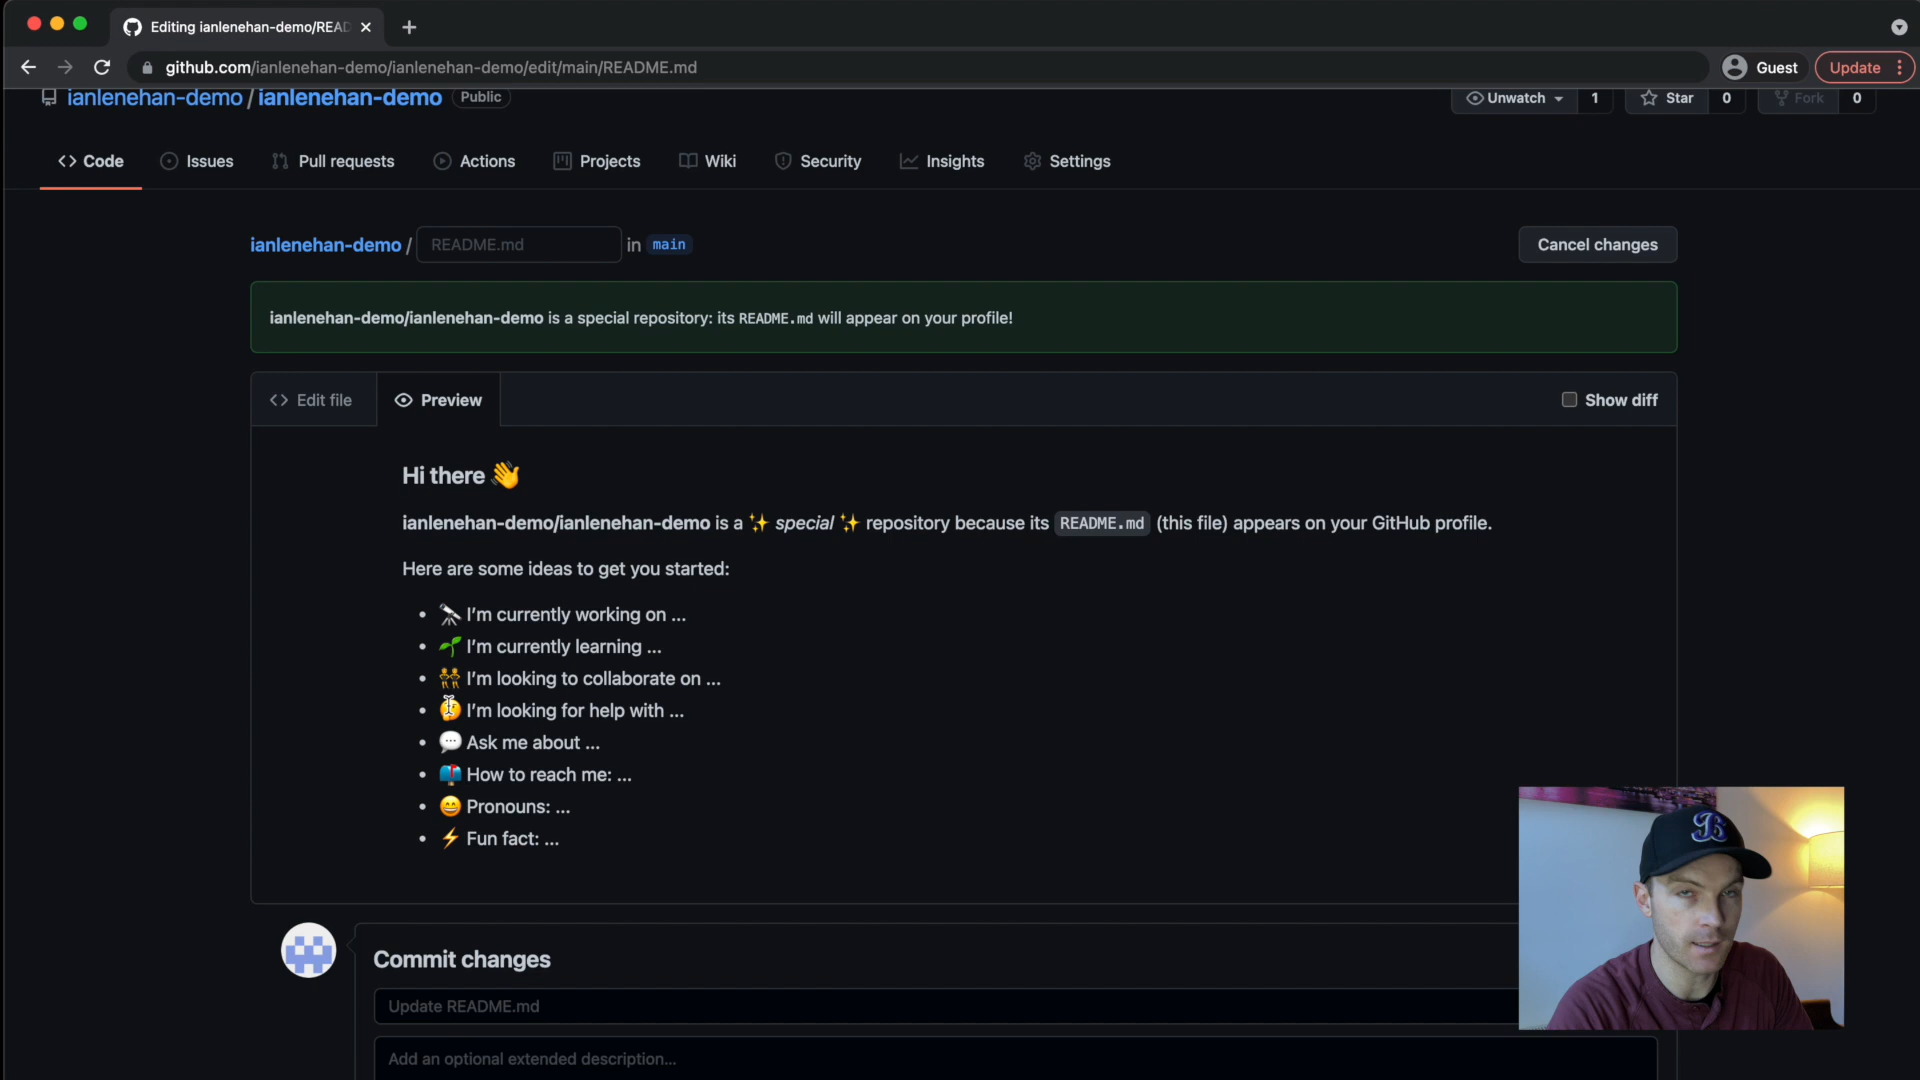 Editing ianlenehan-demo/READ
github.com/ianlenehan-demo/ianlenehan-demo/edit/main/README.md
Guest
Update
ianlenehan-demo / ianlenehan-demo Public
Unwatch 1
Star 0
Fork 0
Code
Issues
Pull requests
Actions
Projects
Wiki
Security
Insights
Settings
ianlenehan-demo / README.md in main
Cancel changes
ianlenehan-demo/ianlenehan-demo is a special repository: its README.md will appear on your profile!
Edit file
Preview
Show diff
Hi there 👋
ianlenehan-demo/ianlenehan-demo is a ✨ special ✨ repository because its README.md (this file) appears on your GitHub profile.
Here are some ideas to get you started:
• 🔭 I’m currently working on ...
• 🌱 I’m currently learning ...
• 👯 I’m looking to collaborate on ...
• 🤔 I’m looking for help with ...
• 💬 Ask me about ...
• 📫 How to reach me: ...
• 😄 Pronouns: ...
• ⚡ Fun fact: ...
Commit changes
Update README.md
Add an optional extended description...